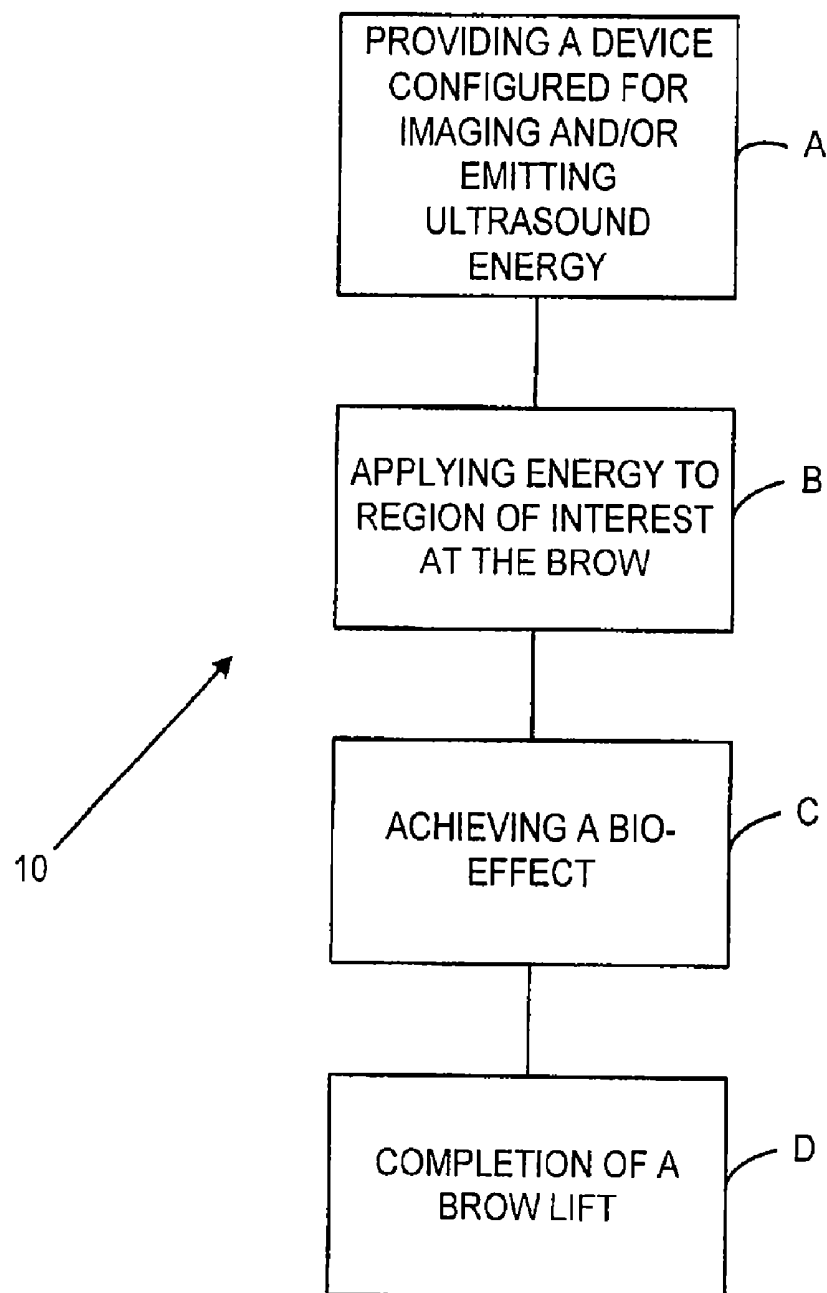 PROVIDING A DEVICE
CONFIGURED FOR
IMAGING AND/OR
EMITTING
ULTRASOUND
ENERGY
A
APPLYING ENERGY TO
REGION OF INTEREST
AT THE BROW
B
ACHIEVING A BIO-
EFFECT
C
10
COMPLETION OF A
BROW LIFT
D